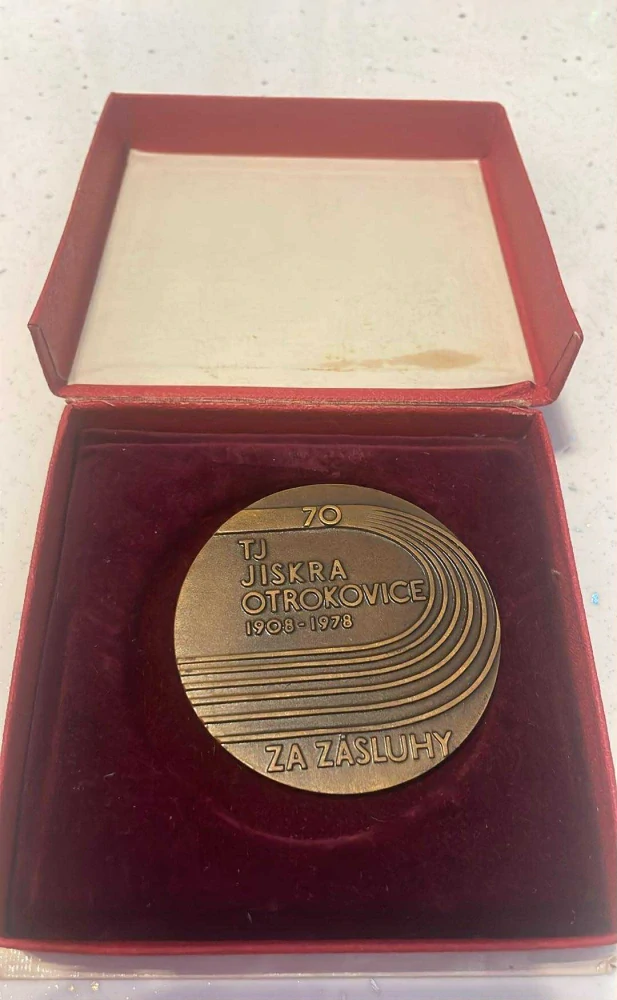 70
TJ
JISKRA
OTROKOVICE
1908-1978
ZA ZÁSLUHY